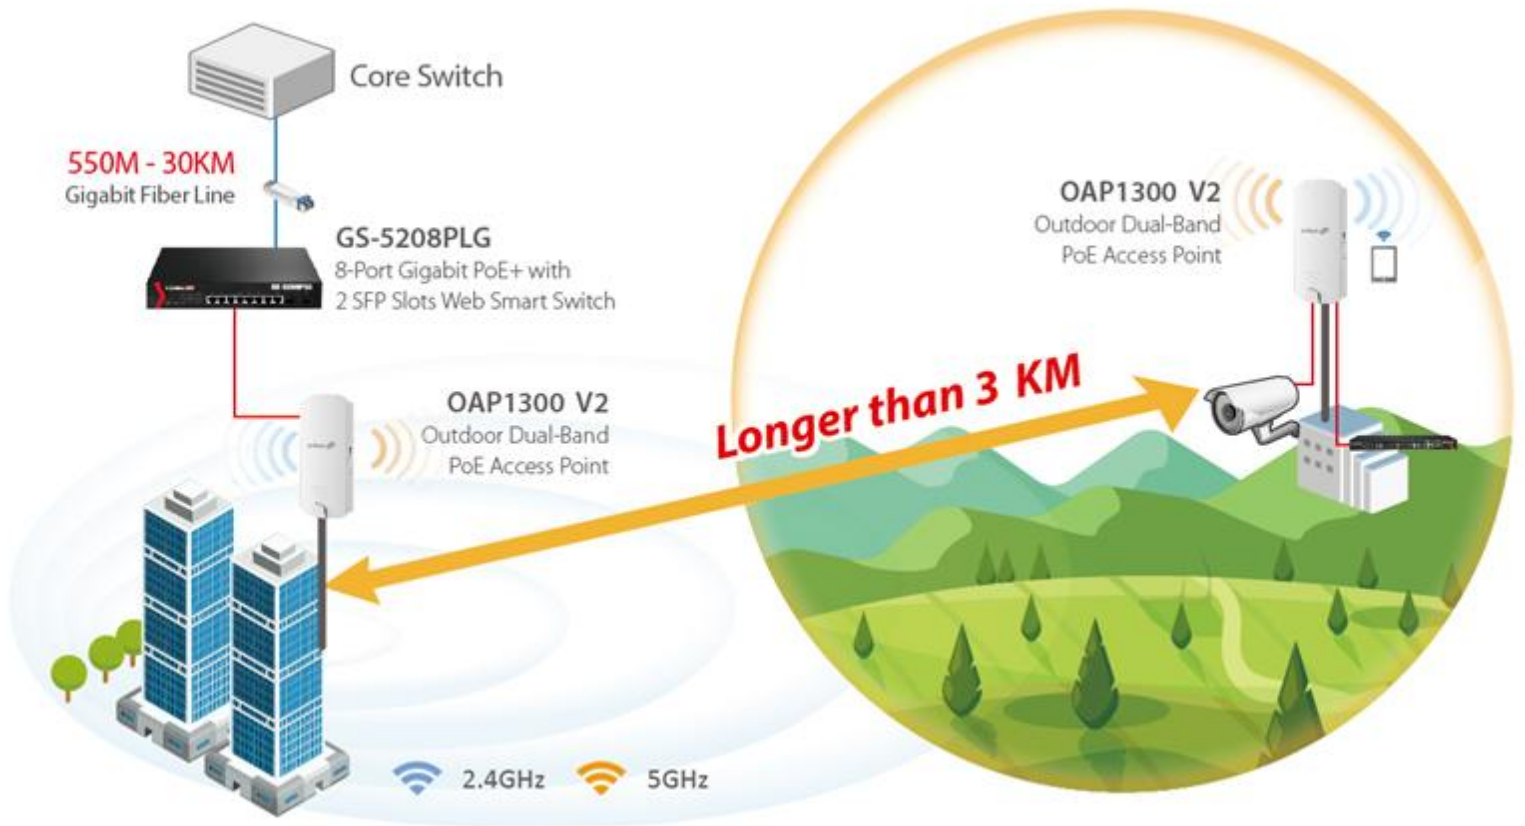 Core Switch
550M - 30KM
Gigabit Fiber Line
GS-5208PLG
8-Port Gigabit PoE+ with
2 SFP Slots Web Smart Switch
OAP1300 V2
Outdoor Dual-Band
PoE Access Point
Longer than 3 KM
OAP1300 V2
Outdoor Dual-Band
PoE Access Point
2.4GHz
5GHz